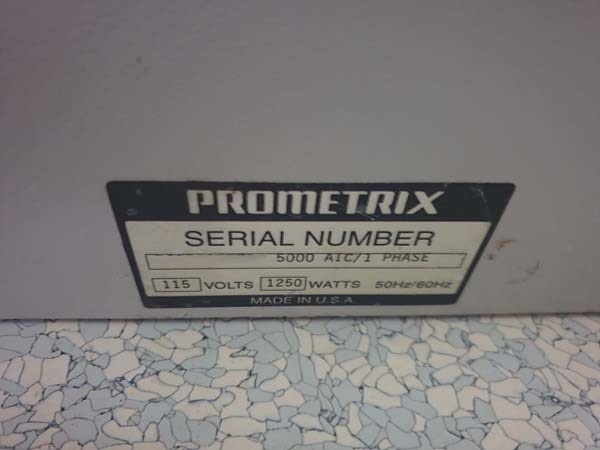 PROMETRIX
SERIAL NUMBER
5000 AIC/1 PHASE
115 VOLTS 1250 WATTS 50Hz/60Hz
MADE IN U.S.A.